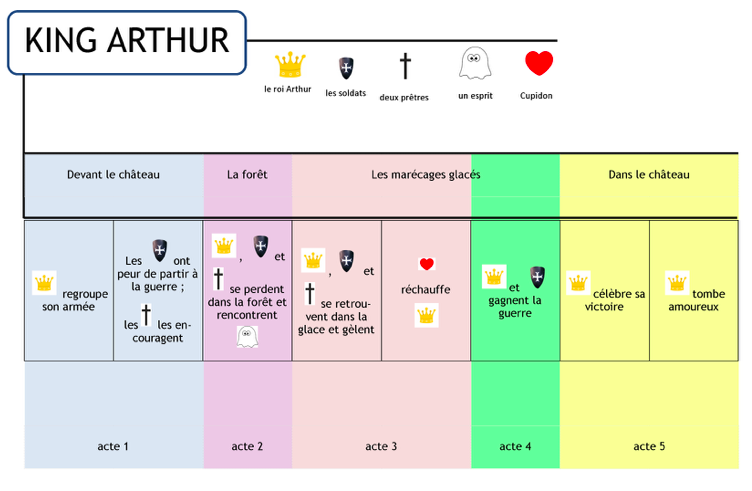 KING ARTHUR
le roi Arthur
les soldats
deux prêtres
un esprit
Cupidon
Devant le château
La forêt
Les marécages glacés
Dans le château
regroupe
son armée
Les ont
peur de partir à
la guerre ;
les les en-
couragent
, et
se perdent
dans la forêt et
rencontrent
, et
se retrou-
vent dans la
glace et gèlent
réchauffe
et
gagnent la
guerre
célèbre sa
victoire
tombe
amoureux
acte 1
acte 2
acte 3
acte 4
acte 5